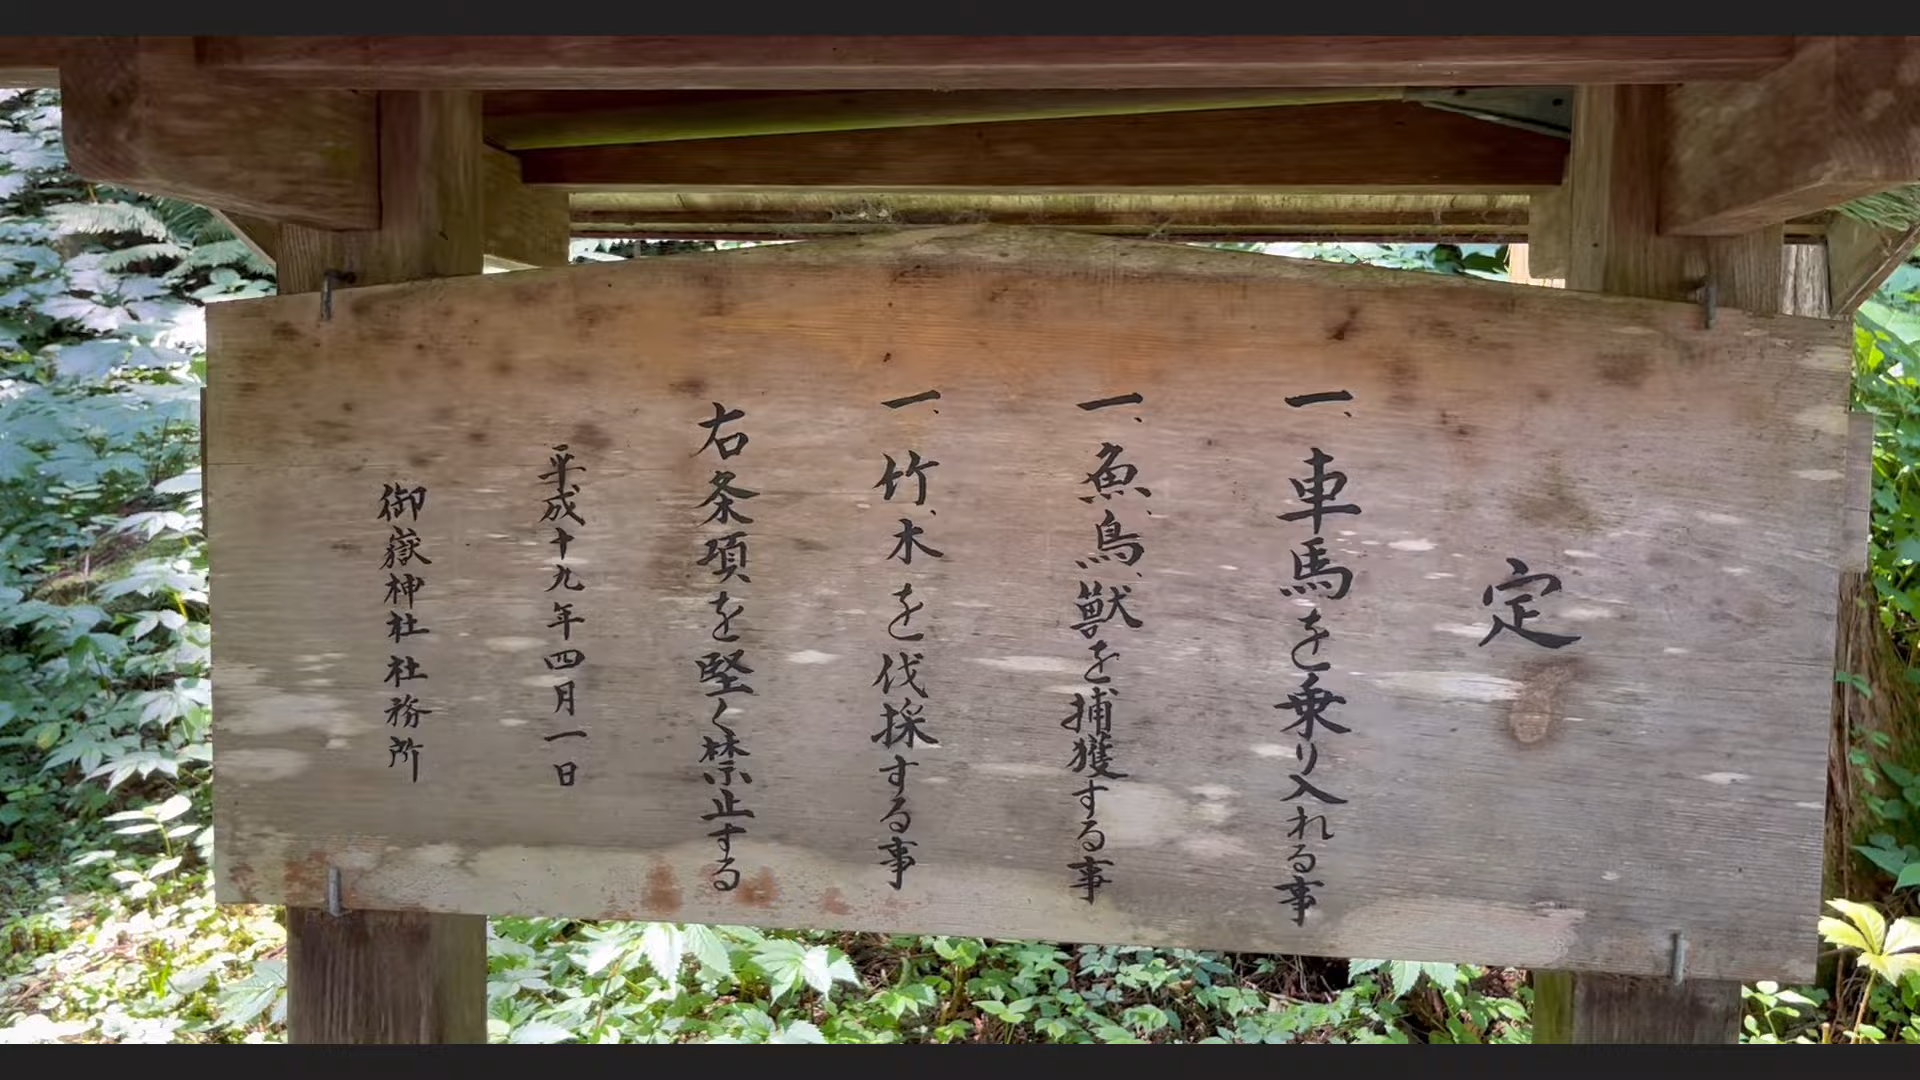 定
一、車馬を乗り入れる事
一、魚、鳥、獣を捕獲する事
一、竹、木を伐採する事
右条項を堅く禁止する
平成十九年四月一日
御嶽神社社務所